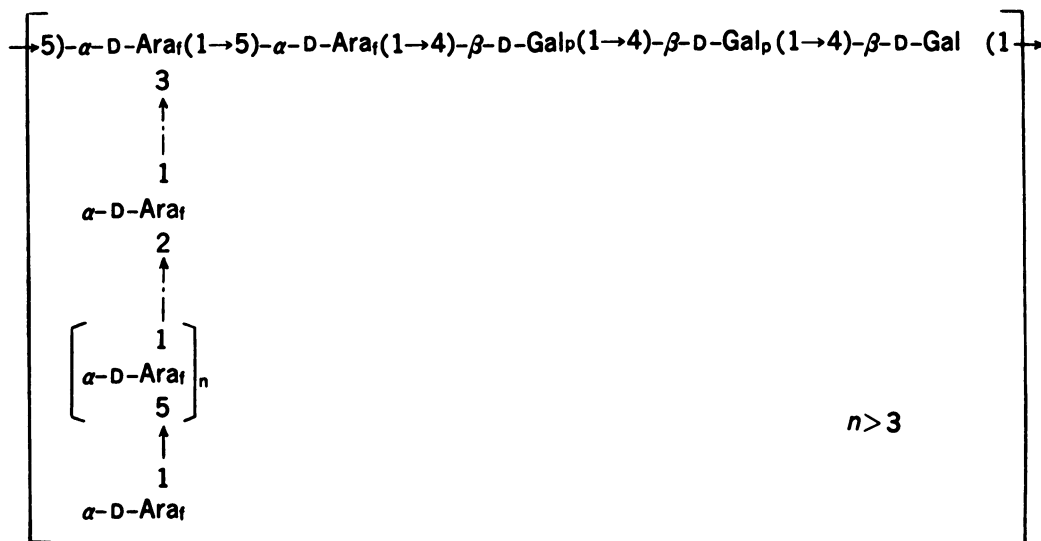 →5)-α-D-Araf(1→5)-α-D-Araf(1→4)-β-D-Galp(1→4)-β-D-Galp(1→4)-β-D-Gal (1→
3
1
α-D-Araf
2
1
α-D-Araf n
5
n>3
1
α-D-Araf